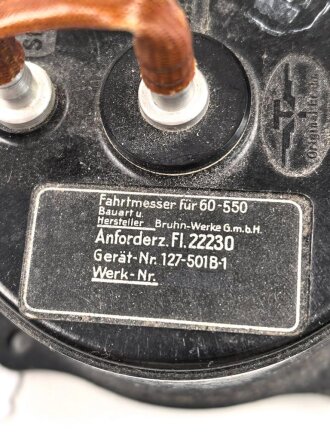 Fahrtmesser für 60-550
Bauart u.
Hersteller Bruhn-Werke G.m.b.H.
Anforderz. Fl. 22230
Gerät-Nr. 127-501B-1
Werk-Nr.